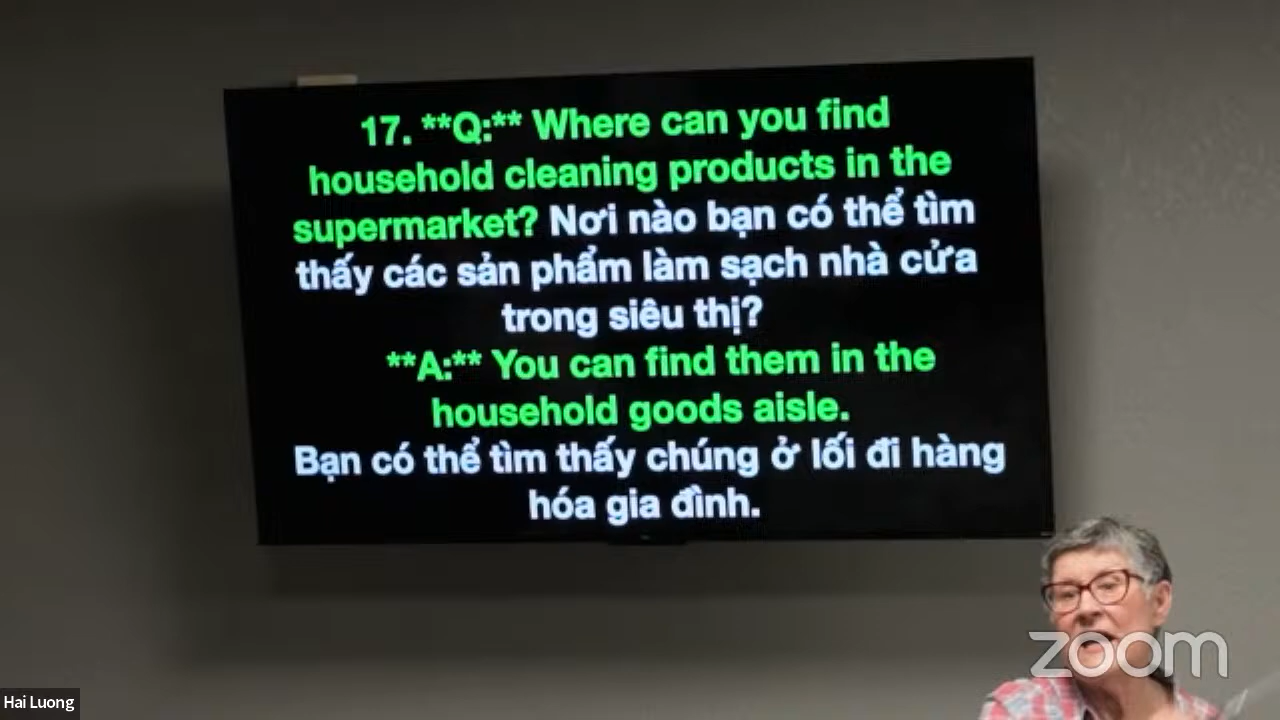 17. **Q:** Where can you find
household cleaning products in the
supermarket? Nơi nào bạn có thể tìm
thấy các sản phẩm làm sạch nhà cửa
trong siêu thị?
**A:** You can find them in the
household goods aisle.
Bạn có thể tìm thấy chúng ở lối đi hàng
hóa gia đình.
zoom
Hai Luong